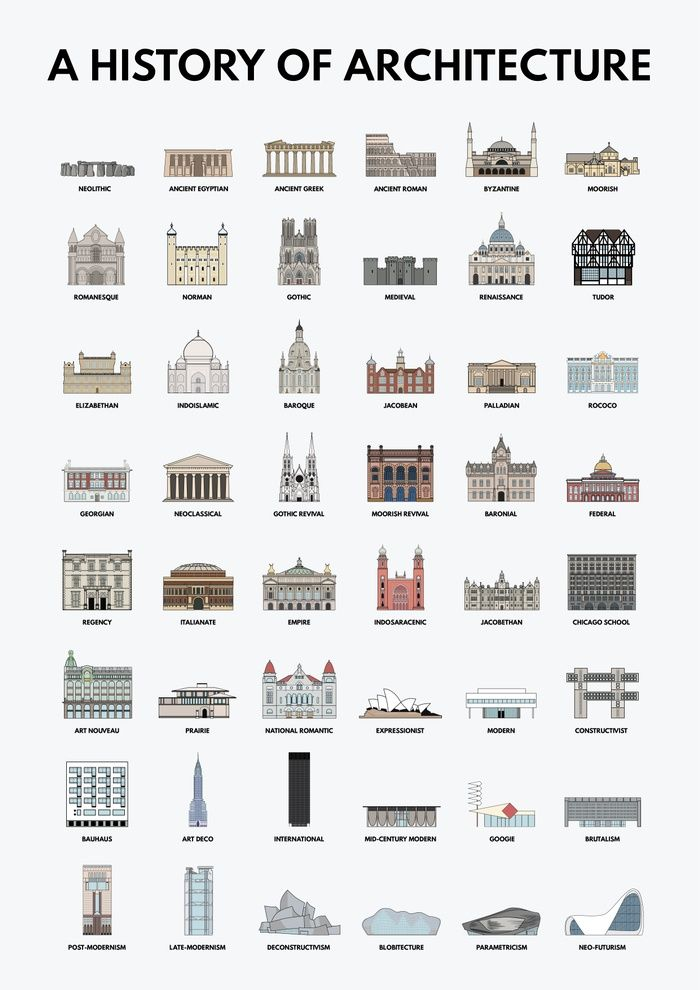 A HISTORY OF ARCHITECTURE
NEOLITHIC
ANCIENT EGYPTIAN
ANCIENT GREEK
ANCIENT ROMAN
BYZANTINE
MOORISH
ROMANESQUE
NORMAN
GOTHIC
MEDIEVAL
RENAISSANCE
TUDOR
ELIZABETHAN
INDOISLAMIC
BAROQUE
JACOBEAN
PALLADIAN
ROCOCO
GEORGIAN
NEOCLASSICAL
GOTHIC REVIVAL
MOORISH REVIVAL
BARONIAL
FEDERAL
REGENCY
ITALIANATE
EMPIRE
INDOSARACENIC
JACOBETHAN
CHICAGO SCHOOL
ART NOUVEAU
PRAIRIE
NATIONAL ROMANTIC
EXPRESSIONIST
MODERN
CONSTRUCTIVIST
BAUHAUS
ART DECO
INTERNATIONAL
MID-CENTURY MODERN
GOOGIE
BRUTALISM
POST-MODERNISM
LATE-MODERNISM
DECONSTRUCTIVISM
BLOBITECTURE
PARAMETRICISM
NEO-FUTURISM